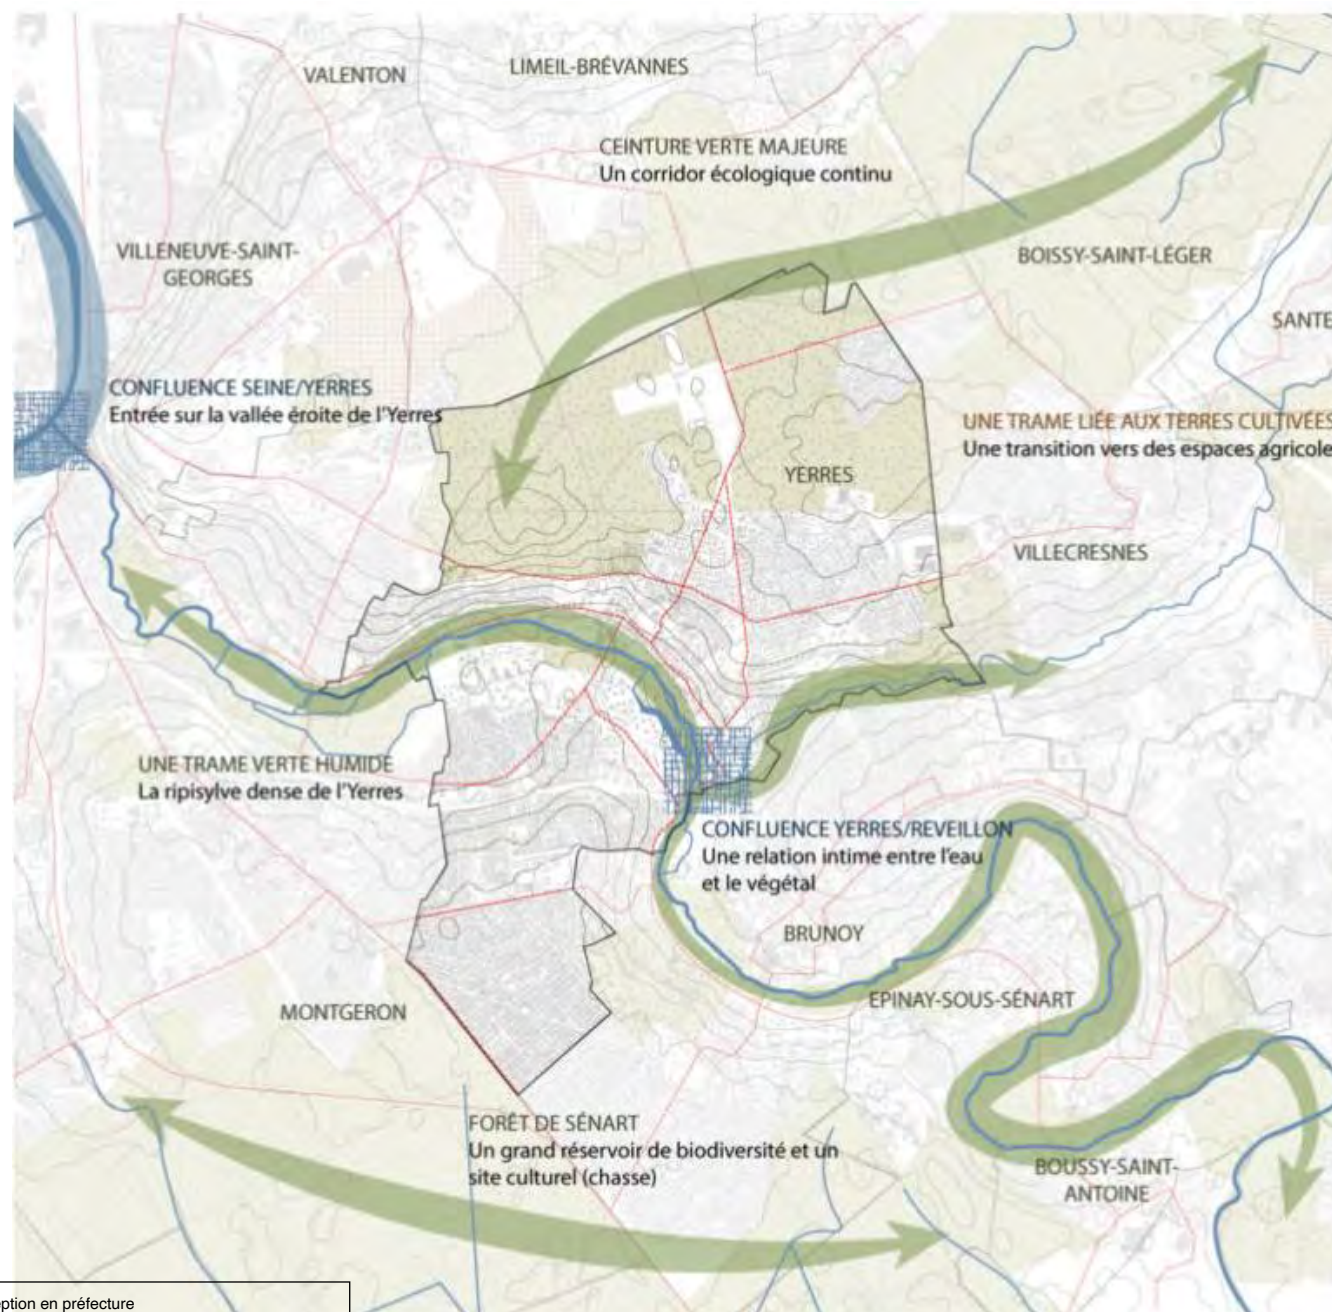 LIMEIL-BRÉVANNES
VALENTON
CEINTURE VERTE MAJEURE
Un corridor écologique continu
VILLENEUVE-SAINT-
GEORGES
BOISSY-SAINT-LÉGER
SANTE
CONFLUENCE SEINE/YERRES
Entrée sur la vallée éroite de l'Yerres
UNE TRAME LIÉE AUX TERRES CULTIVÉES
Une transition vers des espaces agricole
YERRES
VILLECRESNES
UNE TRAME VERTE HUMIDE
La ripisylve dense de l'Yerres
CONFLUENCE YERRES/REVEILLON
Une relation intime entre l'eau
et le végétal
BRUNOY
EPINAY-SOUS-SÉNART
MONTGERON
FORÊT DE SÉNART
Un grand réservoir de biodiversité et un
site culturel (chasse)
BOUSSY-SAINT-
ANTOINE
eption en préfecture